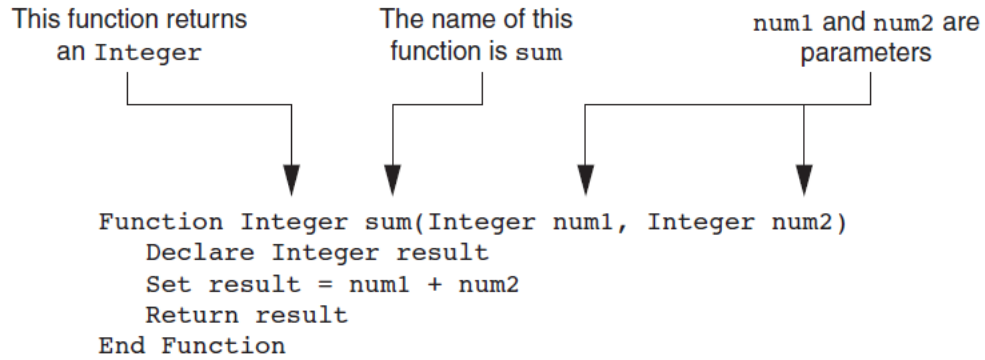 This function returns
an Integer
The name of this
function is sum
num1 and num2 are
parameters
Function Integer sum(Integer num1, Integer num2)
   Declare Integer result
   Set result = num1 + num2
   Return result
End Function